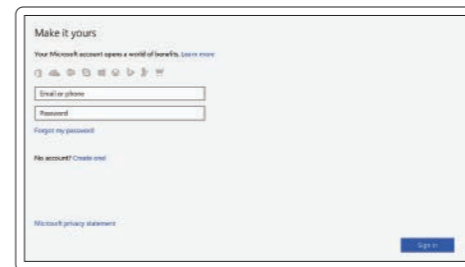 Make it yours
Your Microsoft account opens a world of benefits. Learn more
Email or phone
Password
Forgot my password
No account? Create one!
Microsoft privacy statement
Sign in